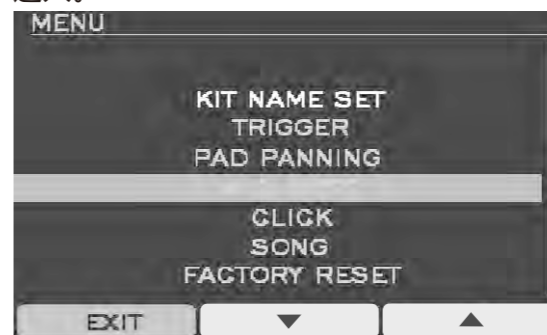 MENU
KIT NAME SET
TRIGGER
PAD PANNING
CLICK
SONG
FACTORY RESET
EXIT ▼ ▲